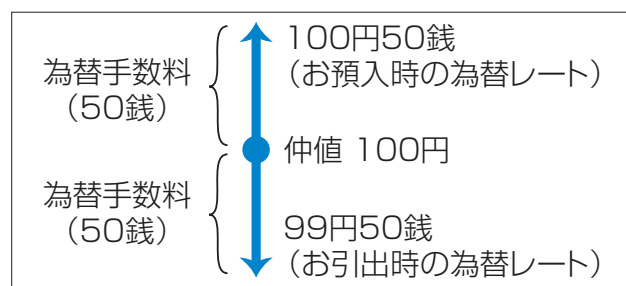 為替手数料
（50銭）
100円50銭
（お預入時の為替レート）
仲値 100円
為替手数料
（50銭）
99円50銭
（お引出時の為替レート）